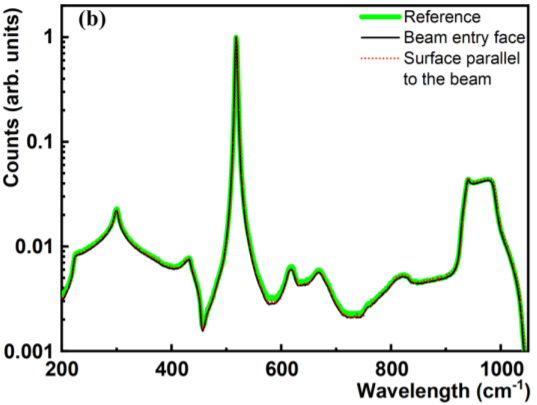 (b)
Reference
Beam entry face
Surface parallel
to the beam
Counts (arb. units)
1
0.1
0.01
0.001
200 400 600 800 1000
Wavelength (cm⁻¹)